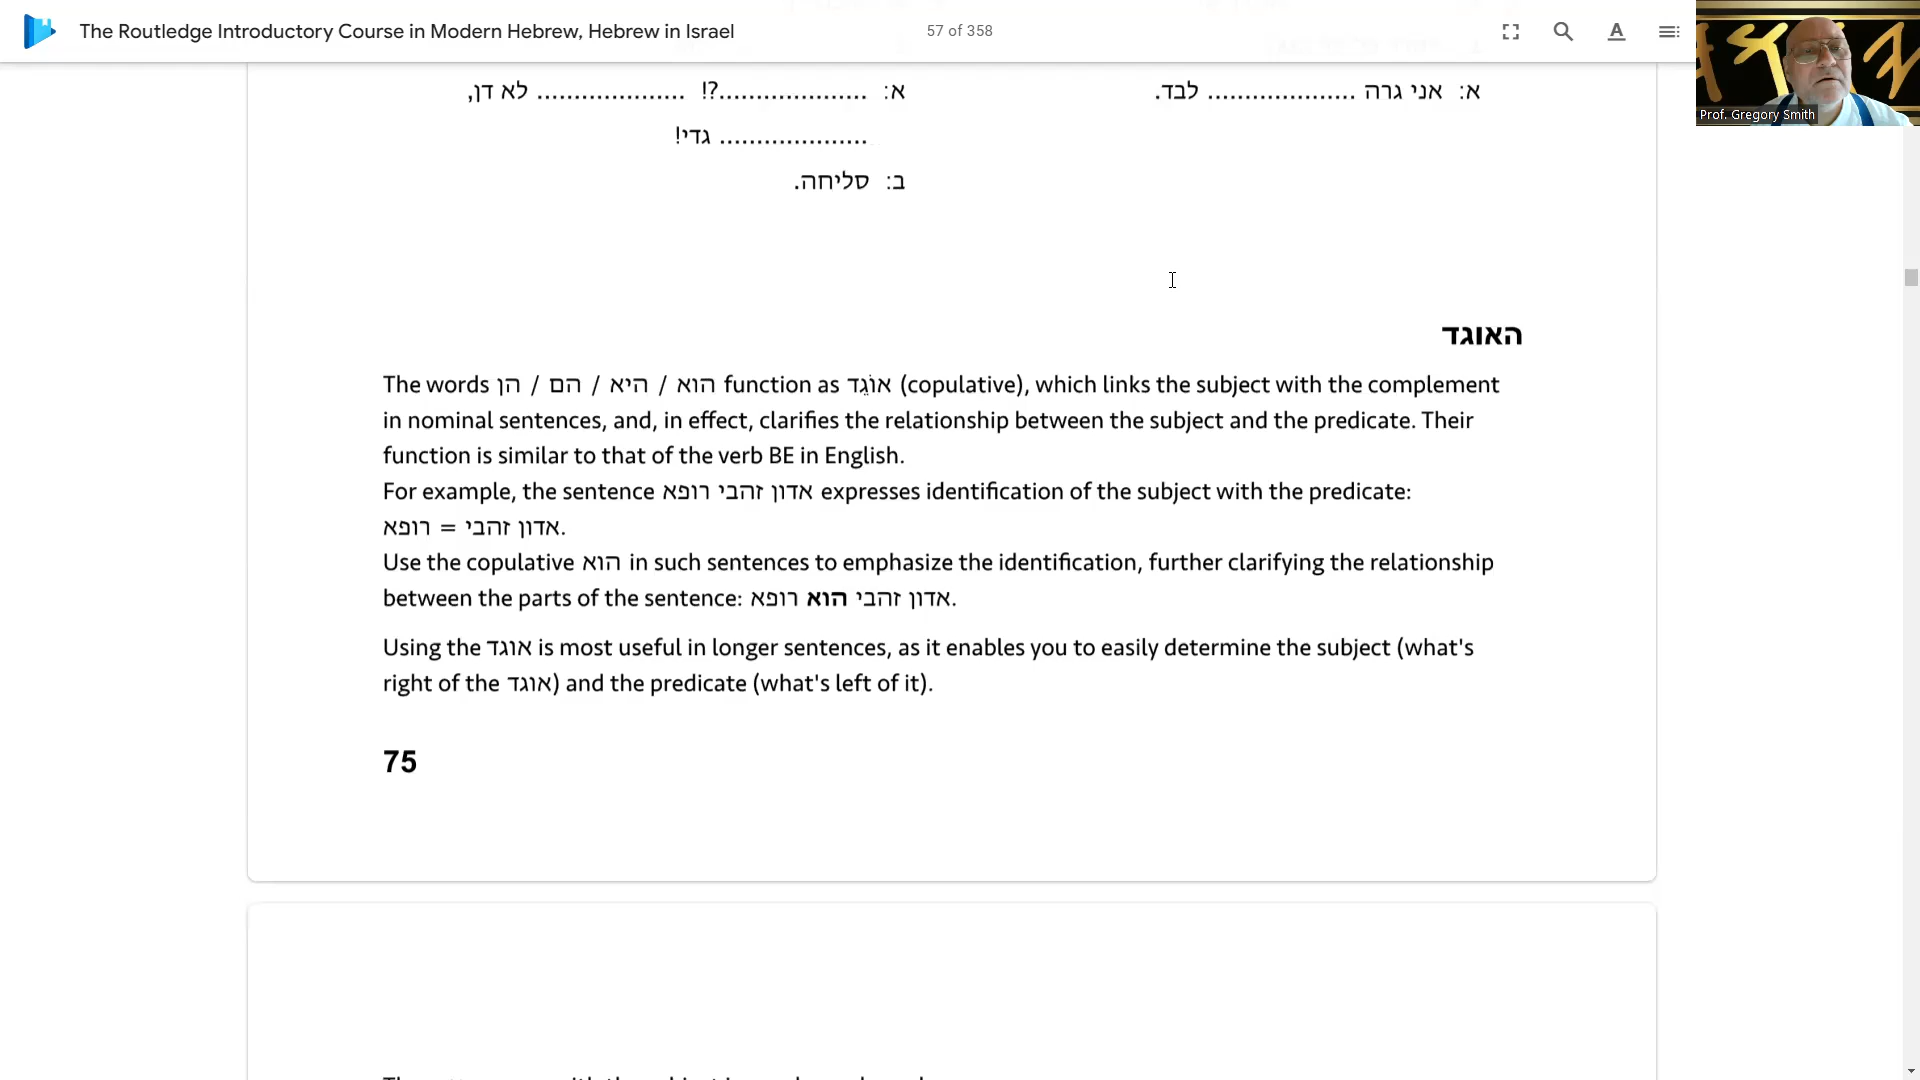 The Routledge Introductory Course in Modern Hebrew, Hebrew in Israel
57 of 358
Prof. Gregory Smith
א: אני גרה .................... לבד.
א: ....................?! .................... לא דן,
.................... גדי!
ב: סליחה.
האוגד
The words הוא / היא / הם / הן function as אוֹגֵד (copulative), which links the subject with the complement
in nominal sentences, and, in effect, clarifies the relationship between the subject and the predicate. Their
function is similar to that of the verb BE in English.
For example, the sentence אדון זהבי רופא expresses identification of the subject with the predicate:
אדון זהבי = רופא.
Use the copulative הוא in such sentences to emphasize the identification, further clarifying the relationship
between the parts of the sentence: אדון זהבי הוא רופא.
Using the אוגד is most useful in longer sentences, as it enables you to easily determine the subject (what's
right of the אוגד) and the predicate (what's left of it).
75